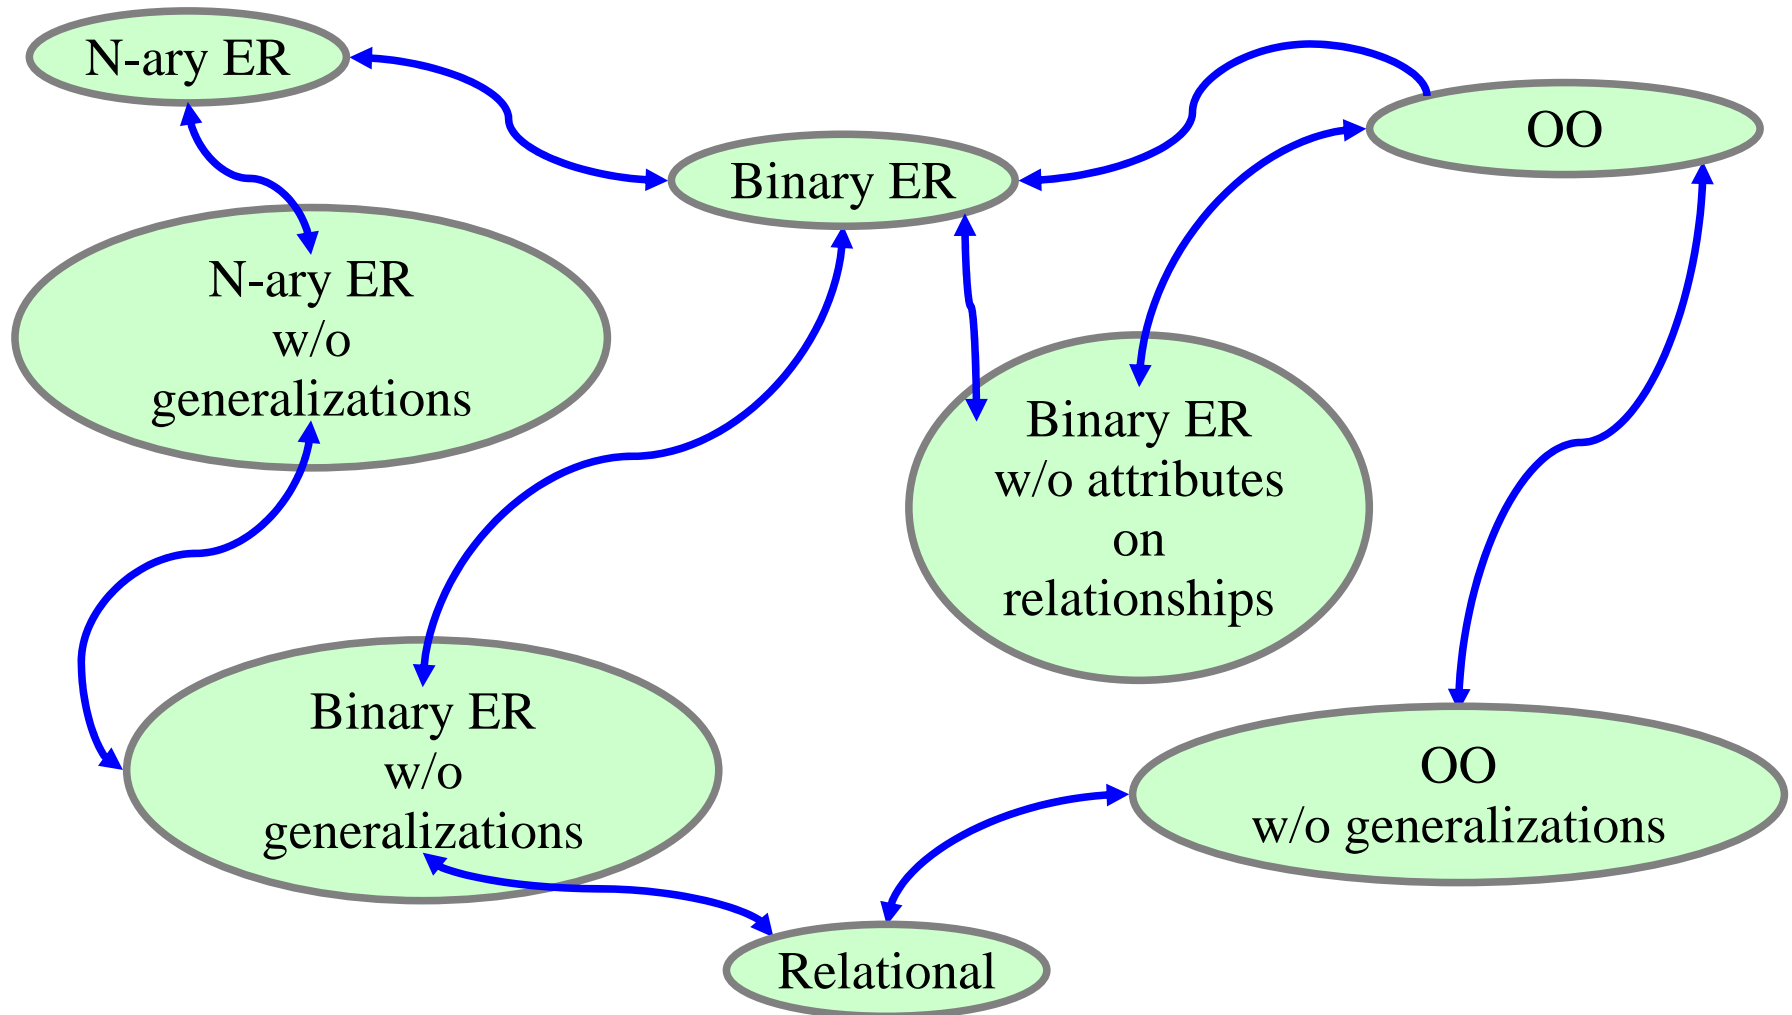 N-ary ER
OO
Binary ER
N-ary ER
w/o
generalizations
Binary ER
w/o attributes
on
relationships
Binary ER
w/o
generalizations
OO
w/o generalizations
Relational